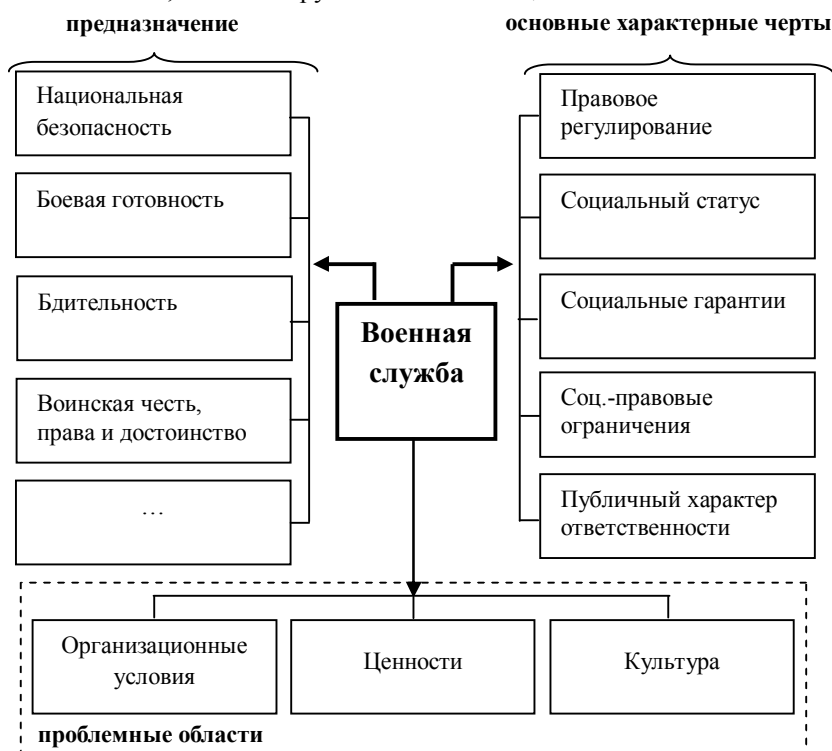 предназначение
основные характерные черты
Национальная
безопасность
Боевая готовность
Бдительность
Воинская честь,
права и достоинство
…
Военная
служба
Правовое
регулирование
Социальный статус
Социальные гарантии
Соц.-правовые
ограничения
Публичный характер
ответственности
Организационные
условия
Ценности
Культура
проблемные области